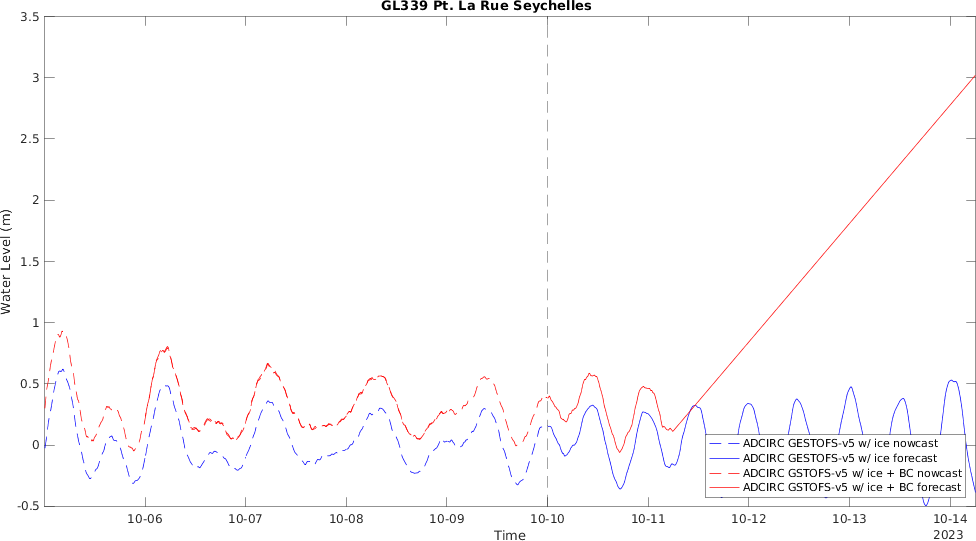 GL339 Pt. La Rue Seychelles
3.5
3
2.5
2
1.5
1
0.5
0
-0.5
Water Level (m)
10-06
10-07
10-08
10-09
10-10
10-11
10-12
10-13
10-14
2023
Time
ADCIRC GESTOFS-v5 w/ ice nowcast
ADCIRC GESTOFS-v5 w/ ice forecast
ADCIRC GSTOFS-v5 w/ ice + BC nowcast
ADCIRC GSTOFS-v5 w/ ice + BC forecast